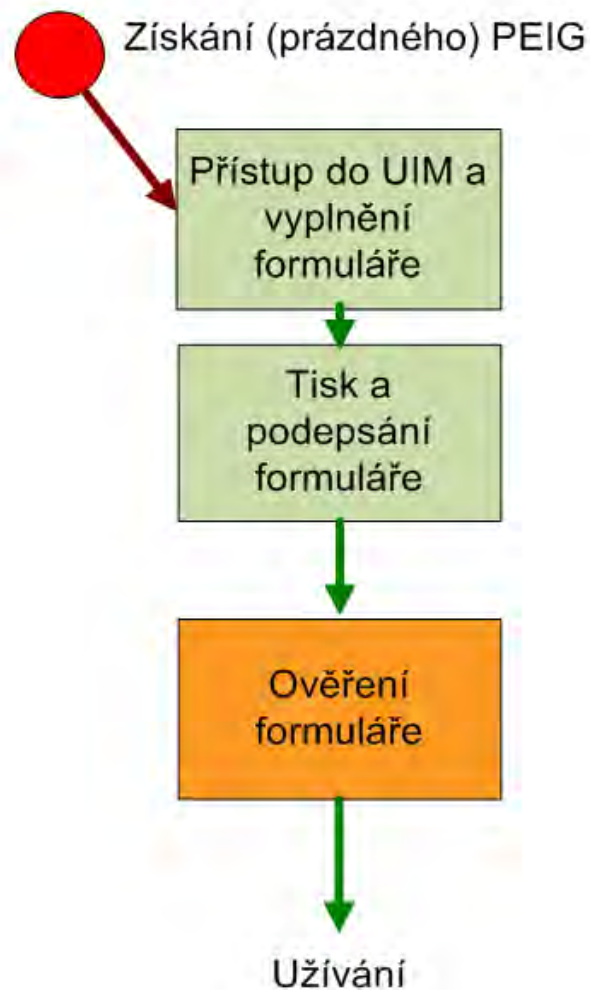 Získání (prázdného) PEIG
Přístup do UIM a
vyplnění
formuláře
Tisk a
podepsání
formuláře
Ověření
formuláře
Užívání